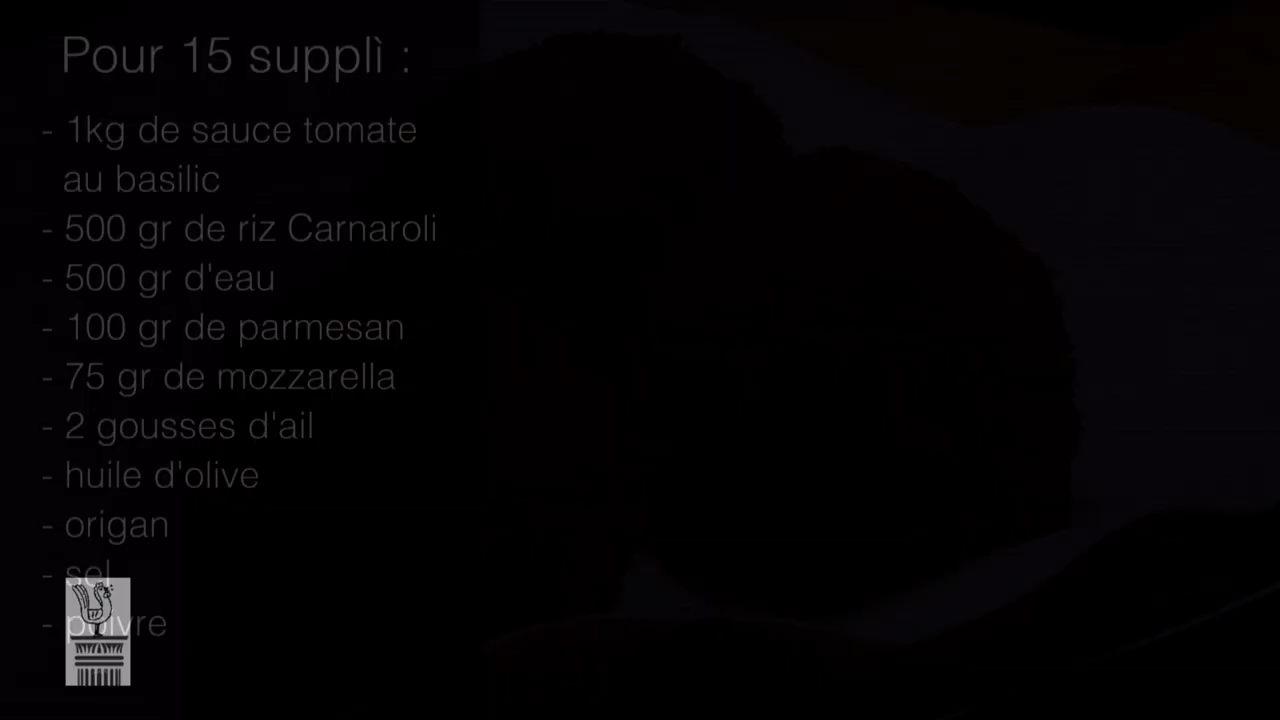 Pour 15 supplì :
- 1kg de sauce tomate
au basilic
- 500 gr de riz Carnaroli
- 500 gr d'eau
- 100 gr de parmesan
- 75 gr de mozzarella
- 2 gousses d'ail
- huile d'olive
- origan
- sel
- poivre